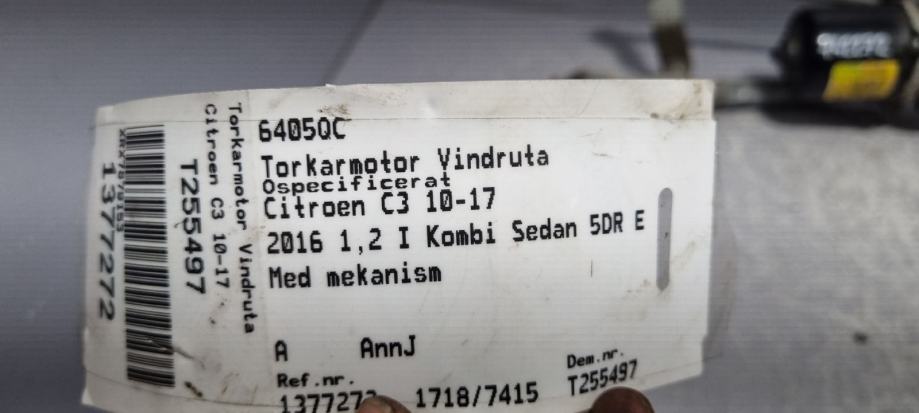 6405QC
Torkarmotor Vindruta
Ospecificerat
Citroen C3 10-17
2016 1,2 I Kombi Sedan 5DR E
Med mekanism
A AnnJ
Ref.nr.
1377272 1718/7415
Dem.nr.
T255497
Torkarmotor Vindruta
Citroen C3 10-17
T255497
1377272